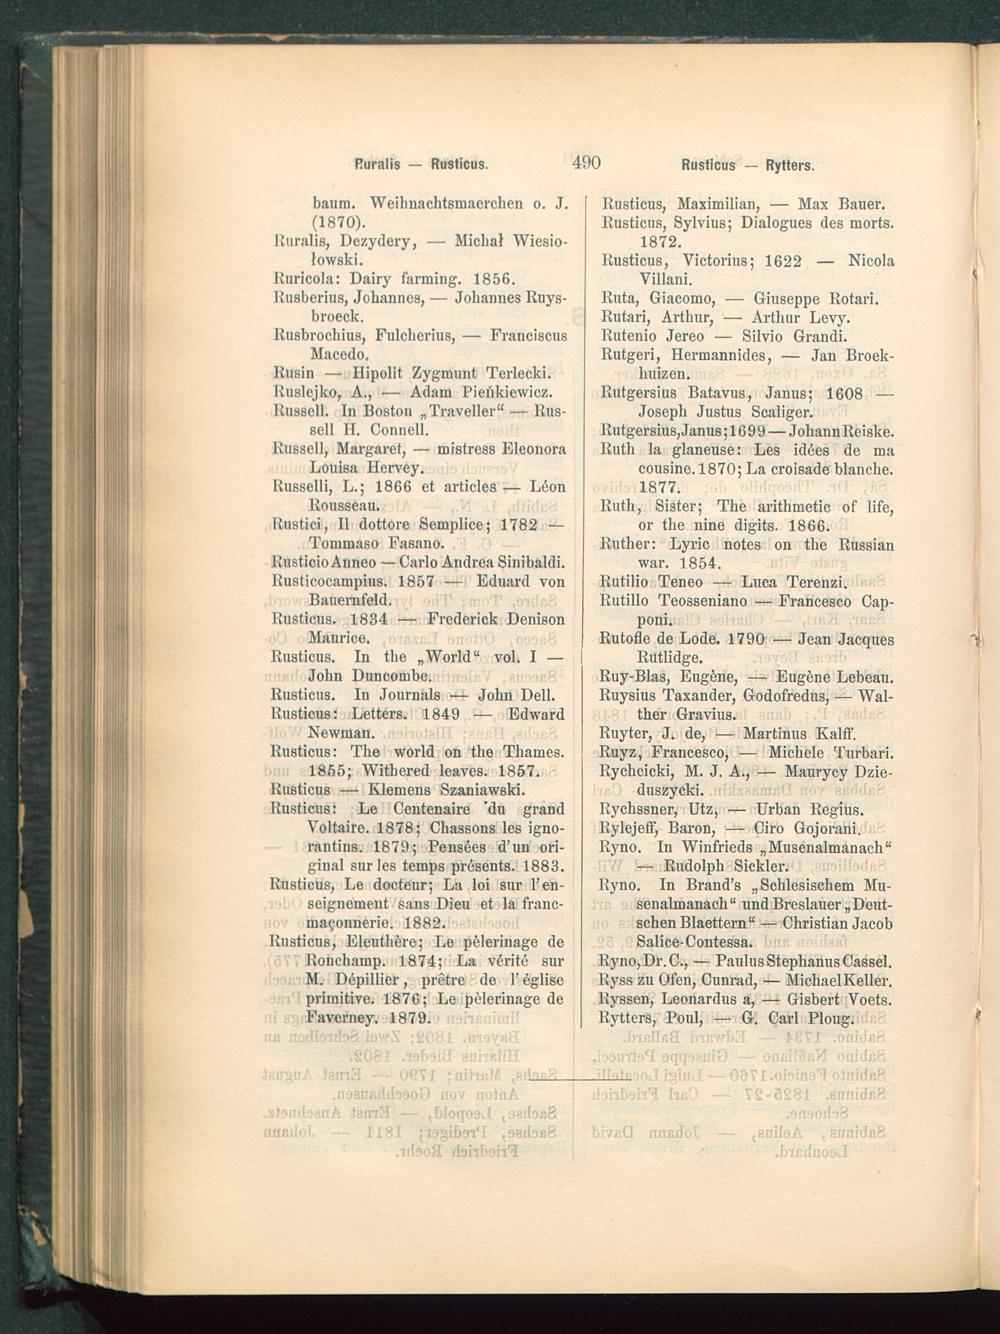 Ruralis — Rusticus.
490
Rusticus — Rytters.
baum. Weihnachtsmaerchen o. J.
(1870).
Ruralis, Dezydery, — Michał Wiesio-
łowski.
Ruricola: Dairy farming. 1856.
Rusberius, Johannes, — Johannes Ruys-
broeck.
Rusbrochius, Fulcherius, — Franciscus
Macedo.
Rusin — Hipolit Zygmunt Terlecki.
Ruslejko, A., — Adam Pieńkiewicz.
Russell. In Boston „Traveller“ — Rus-
sell H. Connell.
Russell, Margaret, — mistress Eleonora
Louisa Hervey.
Russelli, L.; 1866 et articles — Léon
Rousseau.
Rustici, Il dottore Semplice; 1782 —
Tommaso Fasano.
Rusticio Anneo — Carlo Andrea Sinibaldi.
Rusticocampius. 1857 — Eduard von
Bauernfeld.
Rusticus. 1834 — Frederick Denison
Maurice.
Rusticus. In the „World“ vol. I —
John Duncombe.
Rusticus. In Journals — John Dell.
Rusticus: Letters. 1849 — Edward
Newman.
Rusticus: The world on the Thames.
1855; Withered leaves. 1857.
Rusticus — Klemens Szaniawski.
Rusticus: Le Centenaire du grand
Voltaire. 1878; Chassons les igno-
rantins. 1879; Pensées d'un ori-
ginal sur les temps présents. 1883.
Rusticus, Le docteur; La loi sur l'en-
seignement sans Dieu et la franc-
maçonnerie. 1882.
Rusticus, Eleuthère; Le pèlerinage de
Ronchamp. 1874; La vérité sur
M. Dépillier, prêtre de l'église
primitive. 1876; Le pèlerinage de
Faverney. 1879.
Rusticus, Maximilian, — Max Bauer.
Rusticus, Sylvius; Dialogues des morts.
1872.
Rusticus, Victorius; 1622 — Nicola
Villani.
Ruta, Giacomo, — Giuseppe Rotari.
Rutari, Arthur, — Arthur Levy.
Rutenio Jereo — Silvio Grandi.
Rutgeri, Hermannides, — Jan Broek-
huizen.
Rutgersius Batavus, Janus; 1608 —
Joseph Justus Scaliger.
Rutgersius, Janus; 1699 — Johann Reiske.
Ruth la glaneuse: Les idées de ma
cousine. 1870; La croisade blanche.
1877.
Ruth, Sister; The arithmetic of life,
or the nine digits. 1866.
Ruther: Lyric notes on the Russian
war. 1854.
Rutilio Teneo — Luca Terenzi.
Rutillo Teosseniano — Francesco Cap-
poni.
Rutofle de Lode. 1790 — Jean Jacques
Rutlidge.
Ruy-Blas, Eugène, — Eugène Lebeau.
Ruysius Taxander, Godofredus, — Wal-
ther Gravius.
Ruyter, J. de, — Martinus Kalff.
Ruyz, Francesco, — Michele Turbari.
Rychcicki, M. J. A., — Maurycy Dzie-
duszycki.
Rychssner, Utz, — Urban Regius.
Rylejeff, Baron, — Ciro Gojorani.
Ryno. In Winfrieds „Musenalmanach“
— Rudolph Sickler.
Ryno. In Brand's „Schlesischem Mu-
senalmanach“ und Breslauer „Deut-
schen Blaettern“ — Christian Jacob
Salice-Contessa.
Ryno, Dr. C., — Paulus Stephanus Cassel.
Ryss zu Ofen, Cunrad, — Michael Keller.
Ryssen, Leonardus a, — Gisbert Voets.
Rytters, Poul, — G. Carl Ploug.